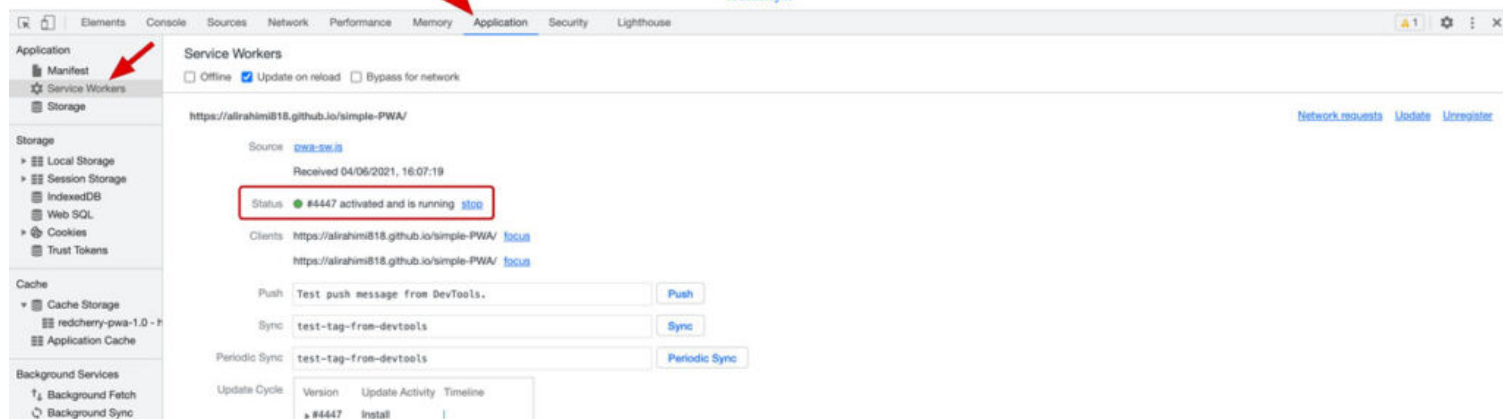 Elements Console Sources Network Performance Memory Application Security Lighthouse 1
Application
Manifest
Service Workers
Storage
Storage
Local Storage
Session Storage
IndexedDB
Web SQL
Cookies
Trust Tokens
Cache
Cache Storage
redcherry-pwa-1.0 - h
Application Cache
Background Services
Background Fetch
Background Sync
Service Workers
Offline Update on reload Bypass for network
https://alirahimi818.github.io/simple-PWA/ Network requests Update Unregister
Source pwa-sw.js
Received 04/06/2021, 16:07:19
Status #4447 activated and is running stop
Clients https://alirahimi818.github.io/simple-PWA/ focus
https://alirahimi818.github.io/simple-PWA/ focus
Push Test push message from DevTools. Push
Sync test-tag-from-devtools Sync
Periodic Sync test-tag-from-devtools Periodic Sync
Update Cycle Version Update Activity Timeline
#4447 Install